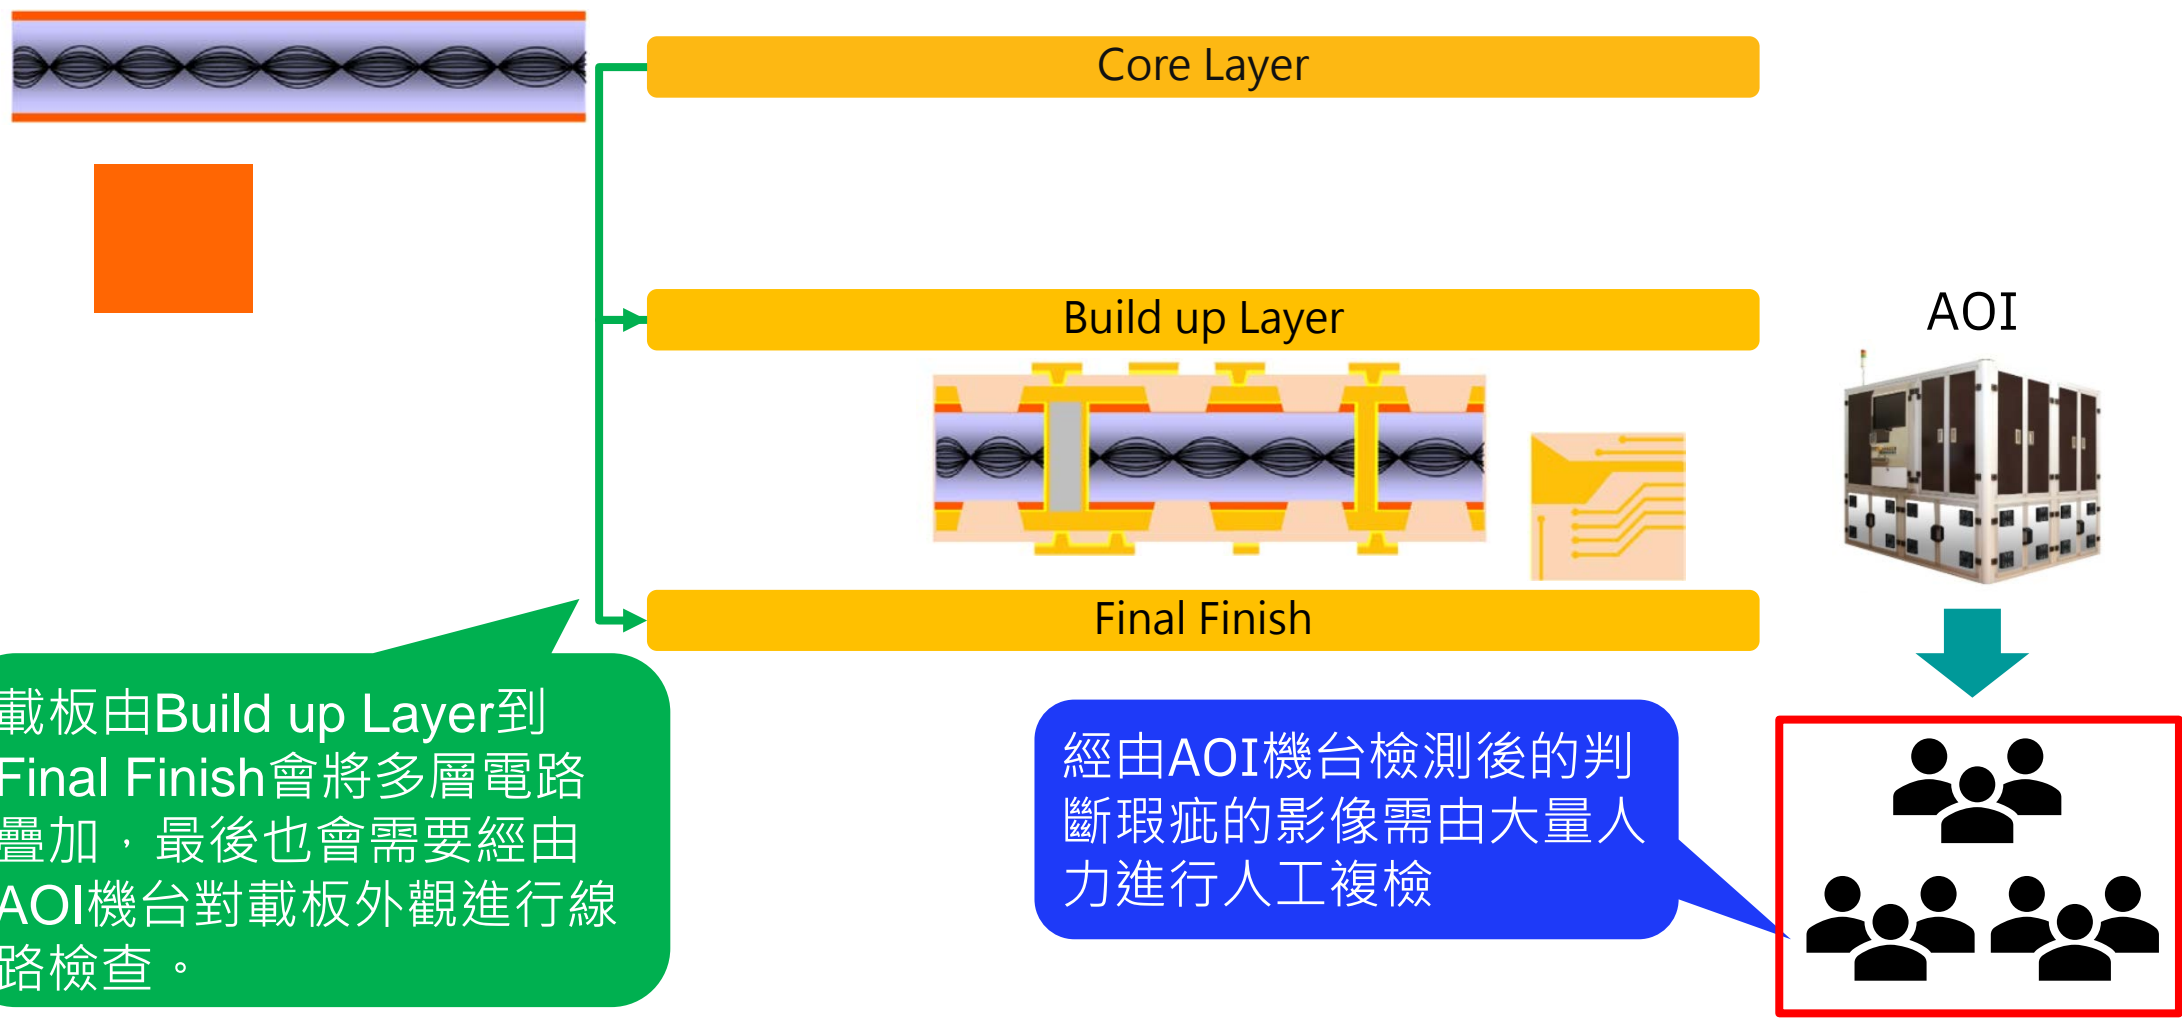 Core Layer
Build up Layer
AOI
Final Finish
載板由Build up Layer到
Final Finish會將多層電路
疊加，最後也會需要經由
AOI機台對載板外觀進行線
路檢查。
經由AOI機台檢測後的判
斷瑕疵的影像需由大量人
力進行人工複檢